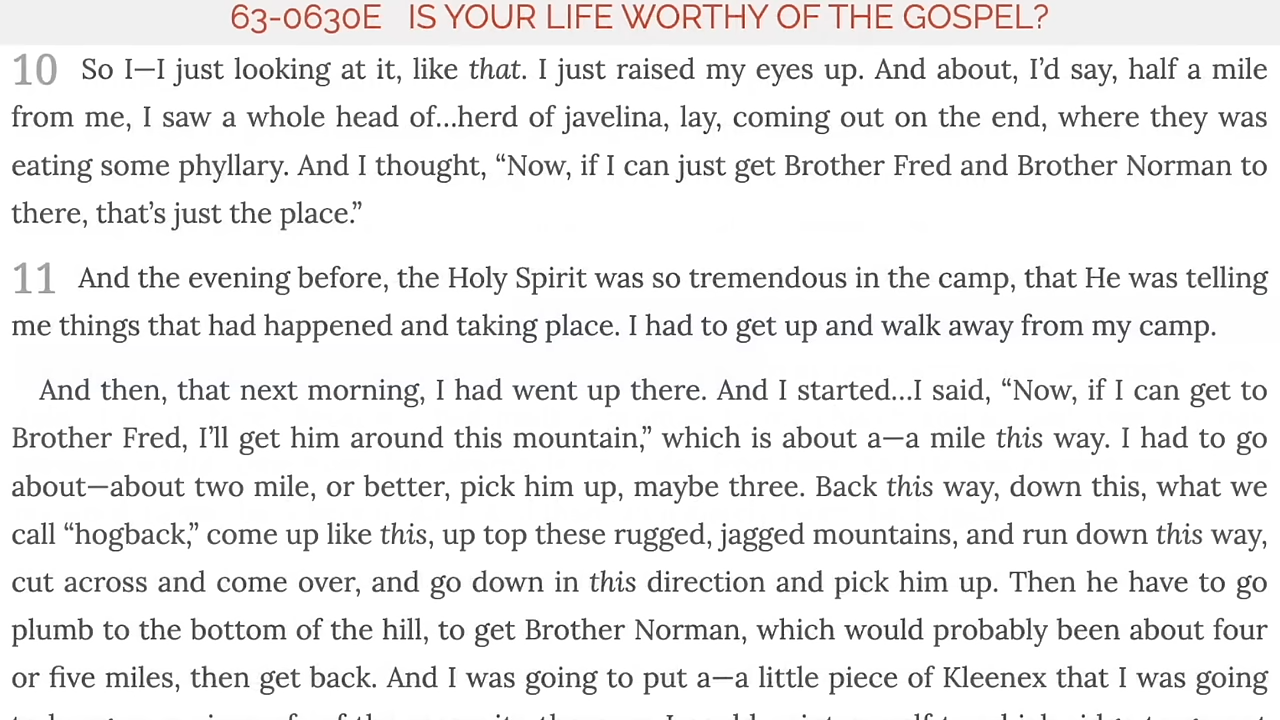 63-0630E IS YOUR LIFE WORTHY OF THE GOSPEL?
10 So I—I just looking at it, like that. I just raised my eyes up. And about, I’d say, half a mile
from me, I saw a whole head of...herd of javelina, lay, coming out on the end, where they was
eating some phyllary. And I thought, “Now, if I can just get Brother Fred and Brother Norman to
there, that’s just the place.”
11 And the evening before, the Holy Spirit was so tremendous in the camp, that He was telling
me things that had happened and taking place. I had to get up and walk away from my camp.
And then, that next morning, I had went up there. And I started...I said, “Now, if I can get to
Brother Fred, I’ll get him around this mountain,” which is about a—a mile this way. I had to go
about—about two mile, or better, pick him up, maybe three. Back this way, down this, what we
call “hogback,” come up like this, up top these rugged, jagged mountains, and run down this way,
cut across and come over, and go down in this direction and pick him up. Then he have to go
plumb to the bottom of the hill, to get Brother Norman, which would probably been about four
or five miles, then get back. And I was going to put a—a little piece of Kleenex that I was going